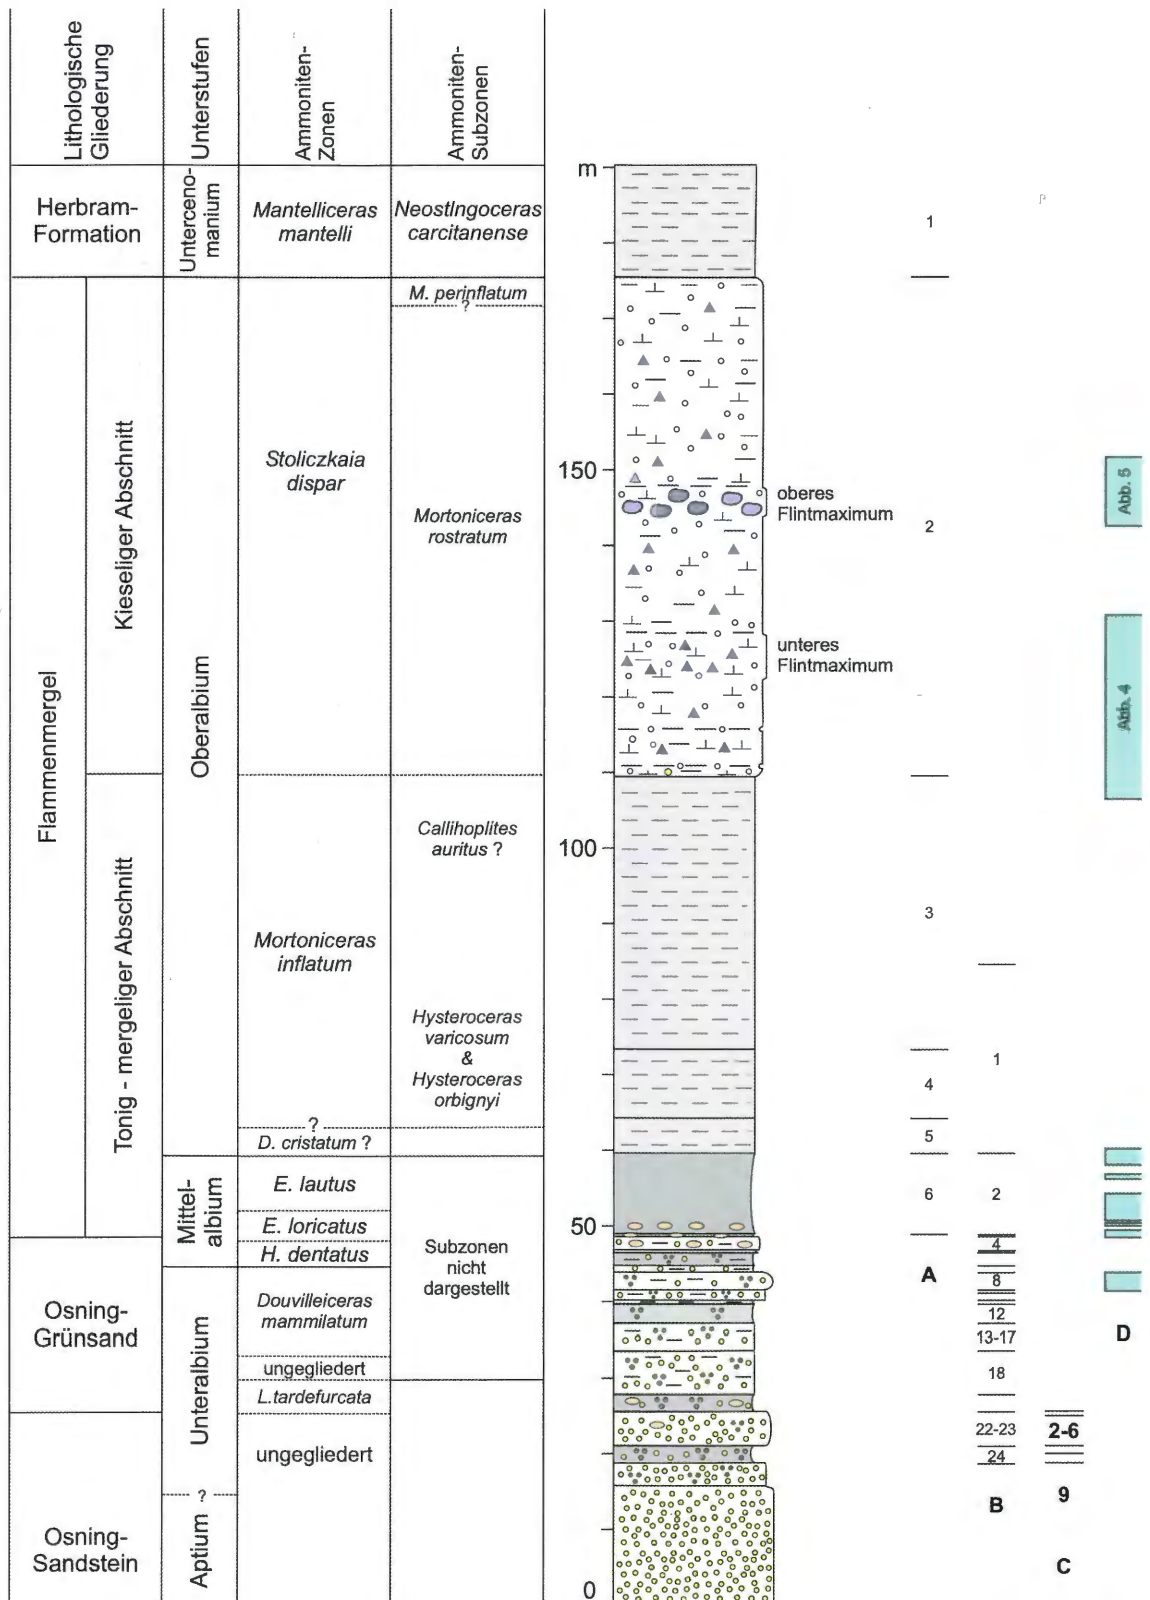 Lithologische
Gliederung
Unterstufen
Ammoniten-
Zonen
Ammoniten-
Subzonen
m
Herbram-
Formation
Unterceno-
manium
Mantelliceras
mantelli
Neostlngoceras
carcitanense
1
M. perinflatum
?
Flammenmergel
Kieseliger Abschnitt
Oberalbium
Stoliczkaia
dispar
Mortoniceras
rostratum
150
oberes
Flintmaximum
2
Abb. 5
unteres
Flintmaximum
Abb. 4
Tonig - mergeliger Abschnitt
Callihoplites
auritus ?
100
3
Mortoniceras
inflatum
Hysteroceras
varicosum
&
Hysteroceras
orbignyi
1
4
?
D. cristatum ?
5
Mittel-
albium
E. lautus
6
2
E. loricatus
50
H. dentatus
Subzonen
nicht
dargestellt
4
A
8
Osning-
Grünsand
Unteralbium
Douvilleiceras
mammilatum
12
13-17
D
ungegliedert
18
L.tardefurcata
22-23
2-6
ungegliedert
24
?
9
B
Osning-
Sandstein
Aptium
C
0